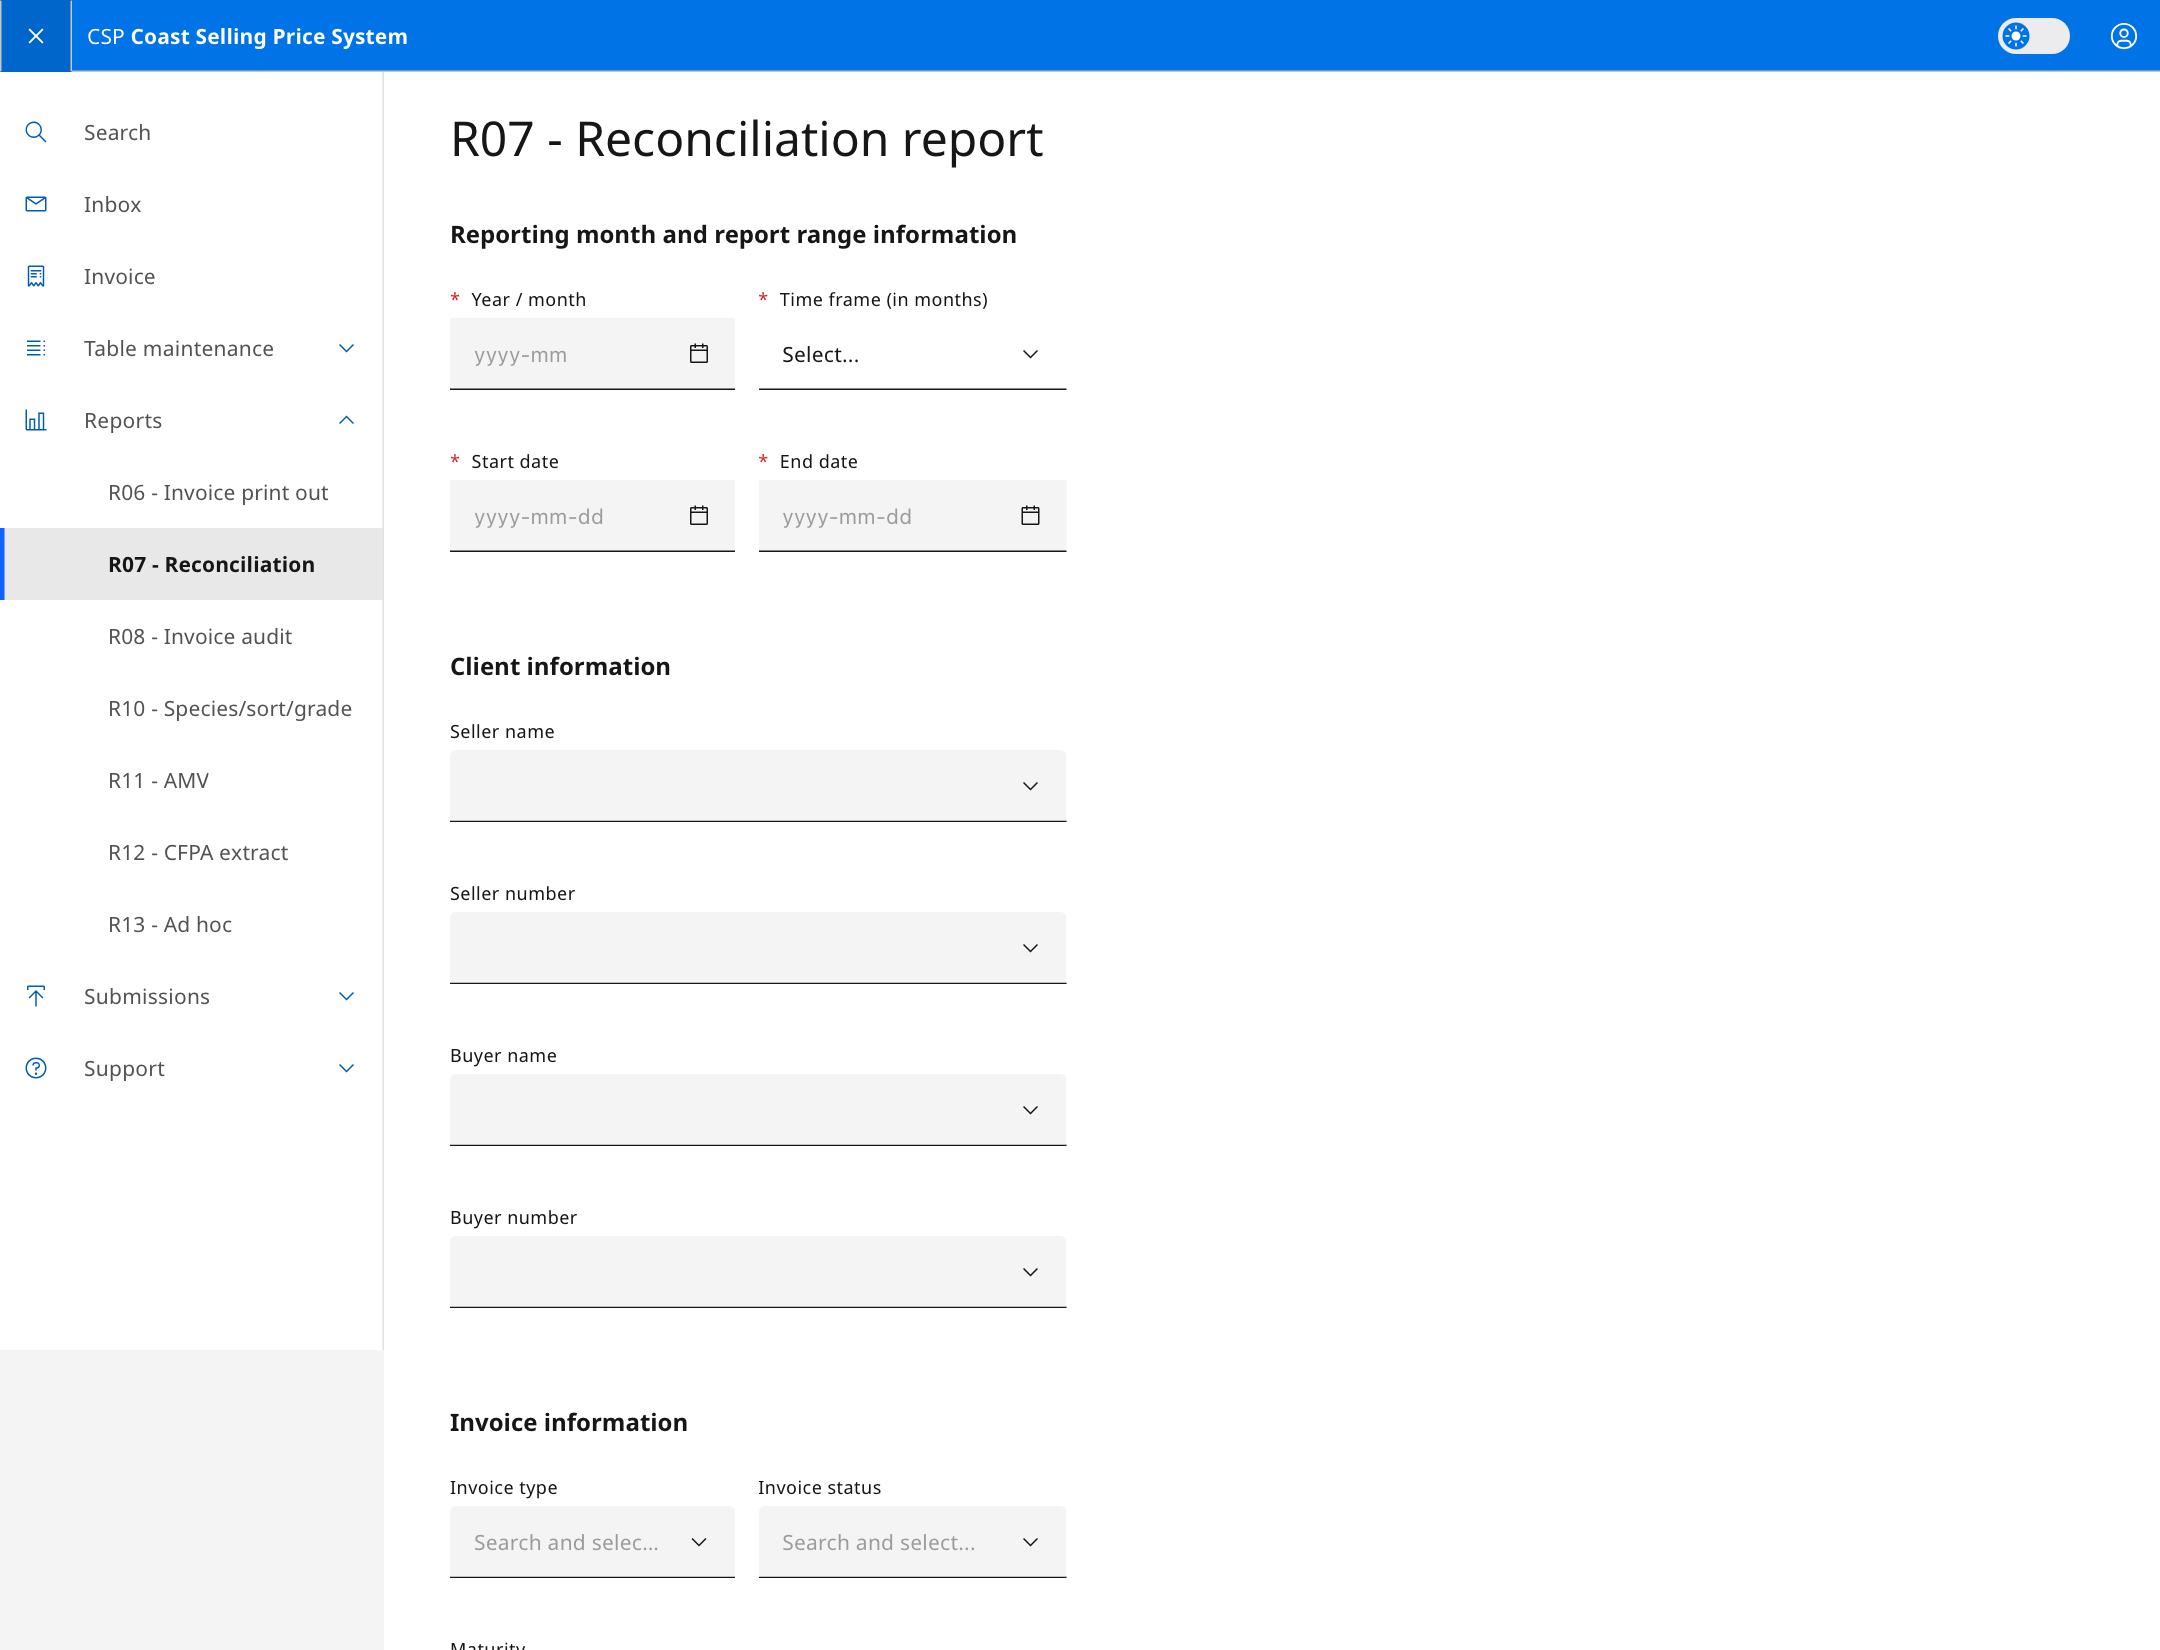 CSP Coast Selling Price System
Search
Inbox
Invoice
Table maintenance
Reports
R06 - Invoice print out
R07 - Reconciliation
R08 - Invoice audit
R10 - Species/sort/grade
R11 - AMV
R12 - CFPA extract
R13 - Ad hoc
Submissions
Support
R07 - Reconciliation report
Reporting month and report range information
* Year / month
* Time frame (in months)
yyyy-mm
Select...
* Start date
* End date
yyyy-mm-dd
yyyy-mm-dd
Client information
Seller name
Seller number
Buyer name
Buyer number
Invoice information
Invoice type
Invoice status
Search and selec...
Search and select...
Maturity